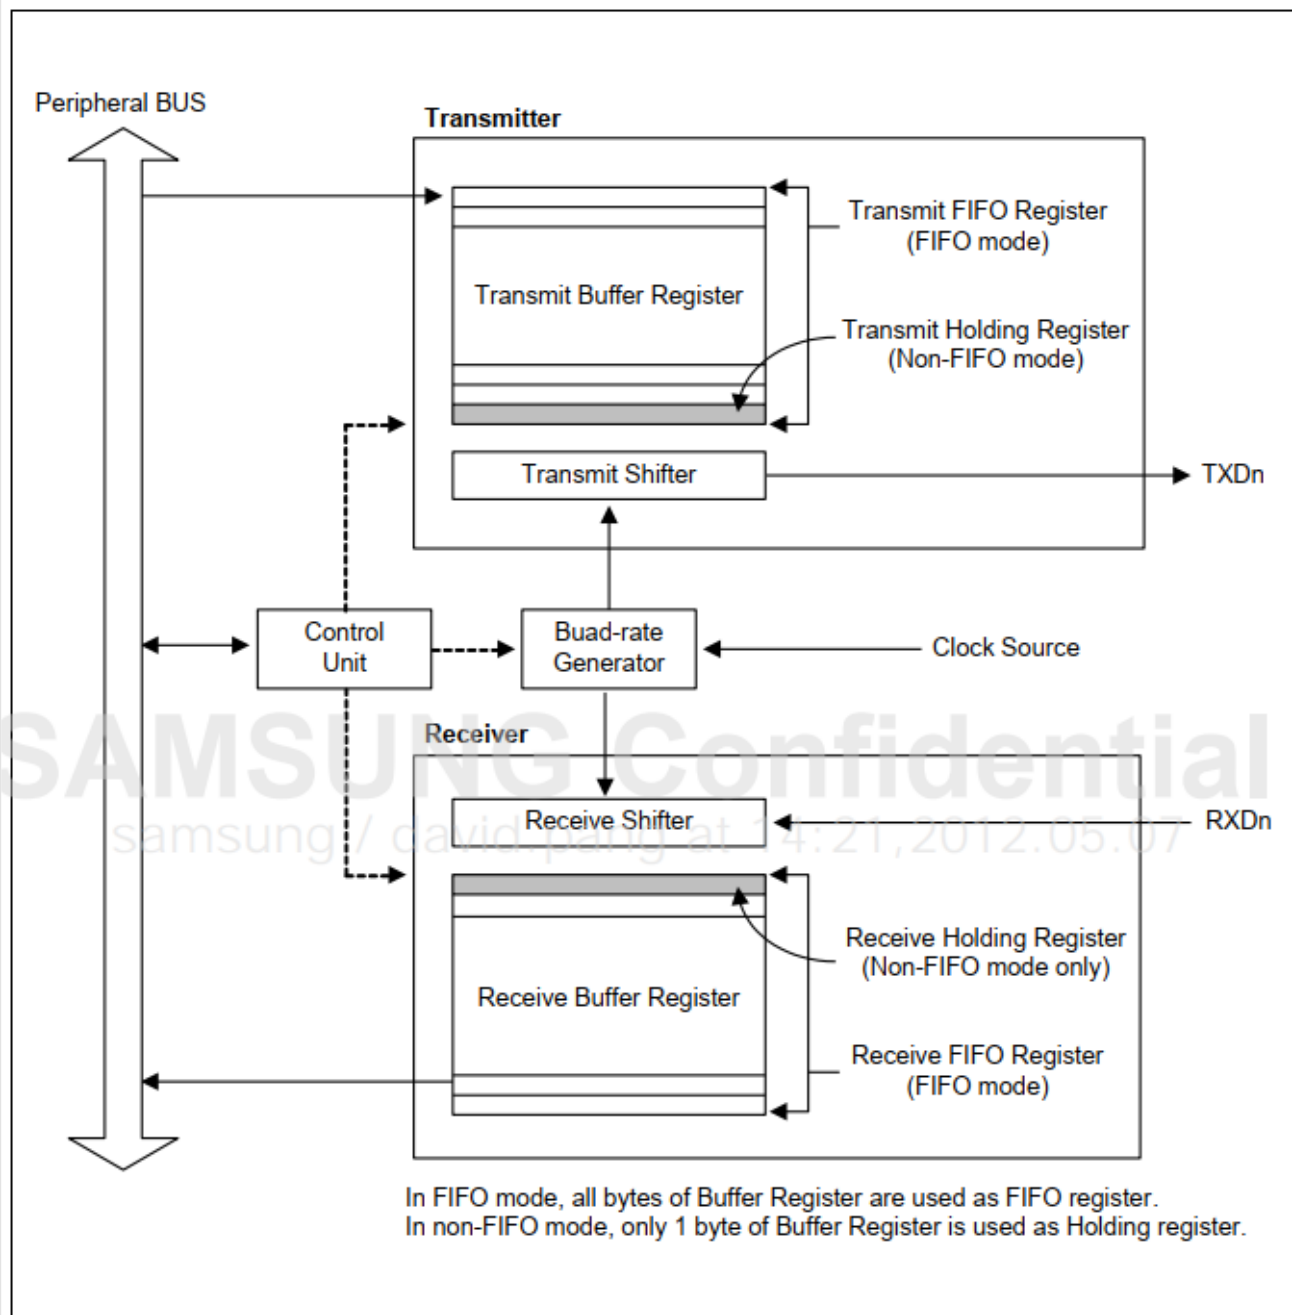 Peripheral BUS
Transmitter
Transmit FIFO Register
(FIFO mode)
Transmit Buffer Register
Transmit Holding Register
(Non-FIFO mode)
Transmit Shifter
TXDn
Control
Unit
Buad-rate
Generator
Clock Source
SAMSUNG Confidential
Receiver
Receive Shifter
RXDn
samsung / david.pang at 14:21,2012.05.07
Receive Holding Register
(Non-FIFO mode only)
Receive Buffer Register
Receive FIFO Register
(FIFO mode)
In FIFO mode, all bytes of Buffer Register are used as FIFO register.
In non-FIFO mode, only 1 byte of Buffer Register is used as Holding register.